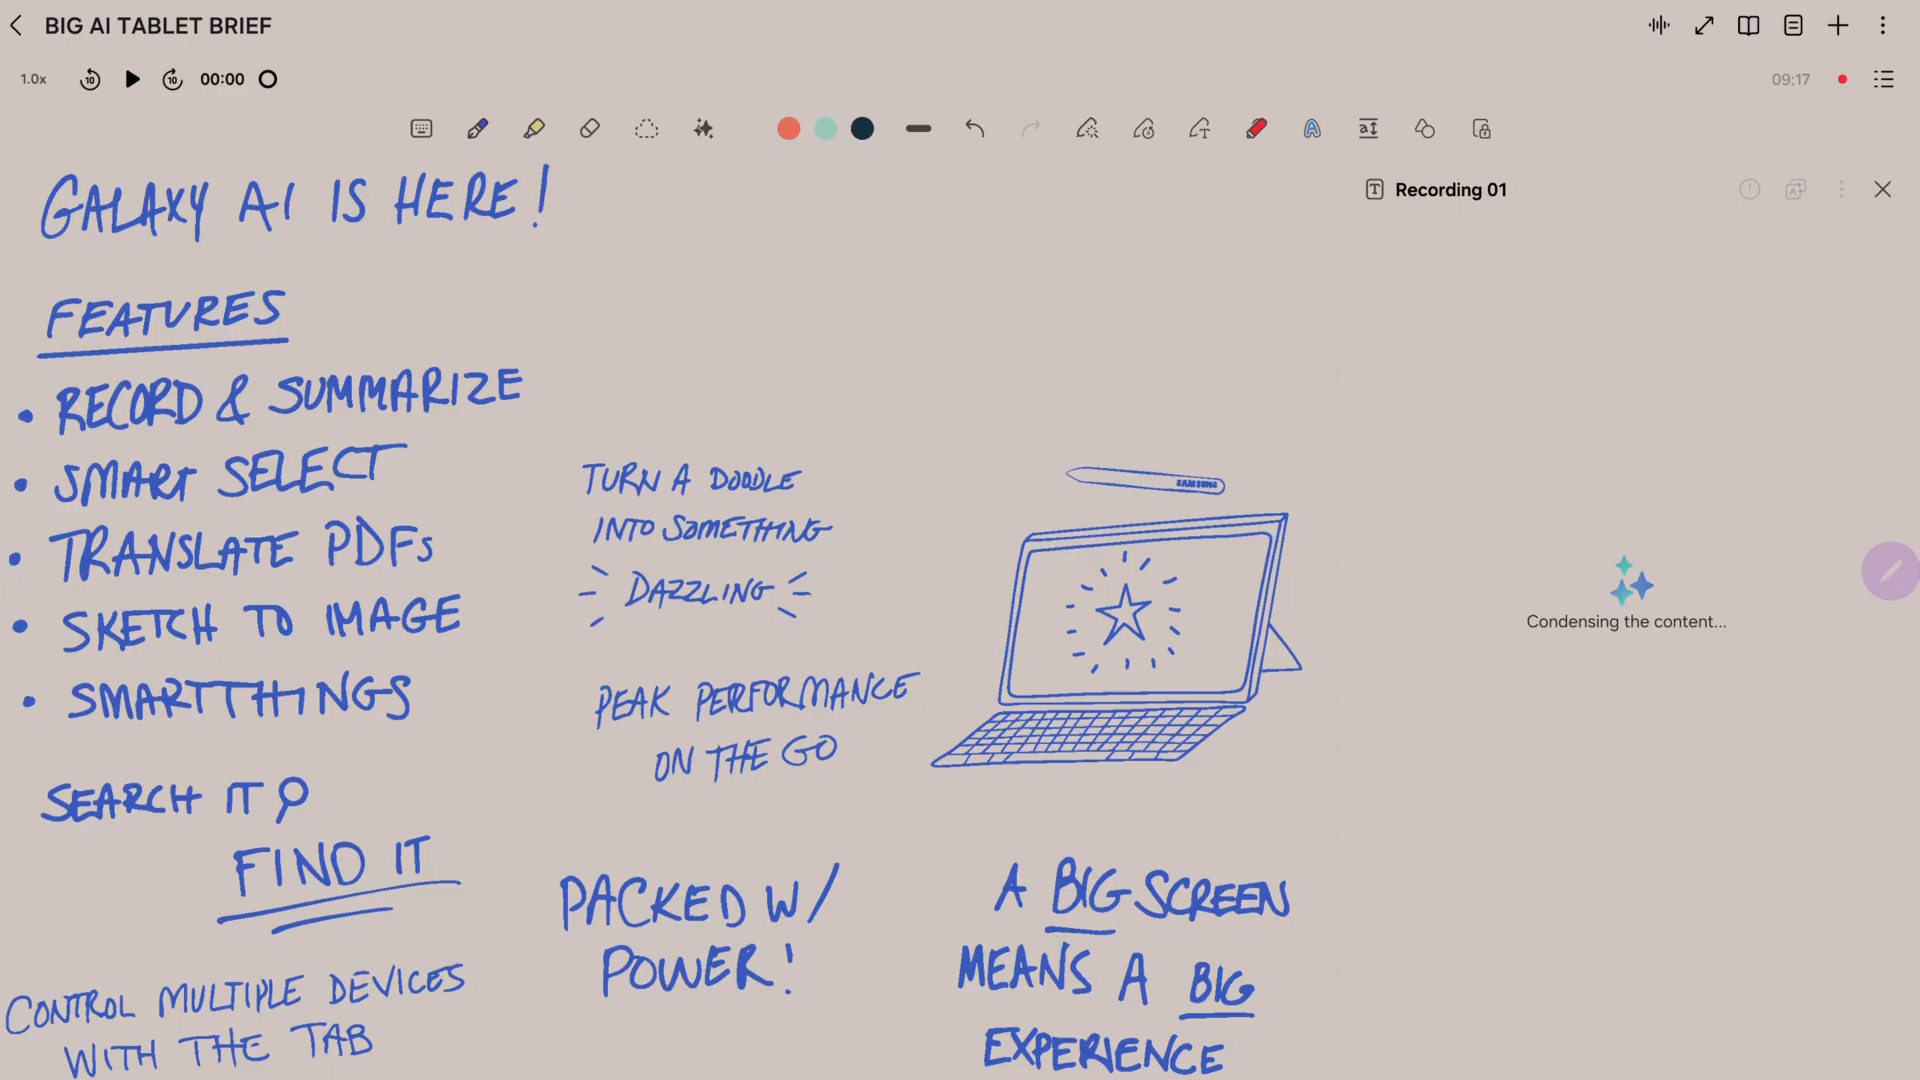 BIG AI TABLET BRIEF
1.0x
10
10
00:00
09:17
GALAXY AI IS HERE!
Recording 01
FEATURES
• RECORD & SUMMARIZE
• SMART SELECT
• TRANSLATE PDFs
• SKETCH TO IMAGE
• SMARTTHINGS
SEARCH IT
FIND IT
CONTROL MULTIPLE DEVICES
WITH THE TAB
TURN A DOODLE
INTO SOMETHING
DAZZLING
PEAK PERFORMANCE
ON THE GO
PACKED W/
POWER!
SAMSUNG
A BIG SCREEN
MEANS A BIG
EXPERIENCE
Condensing the content...